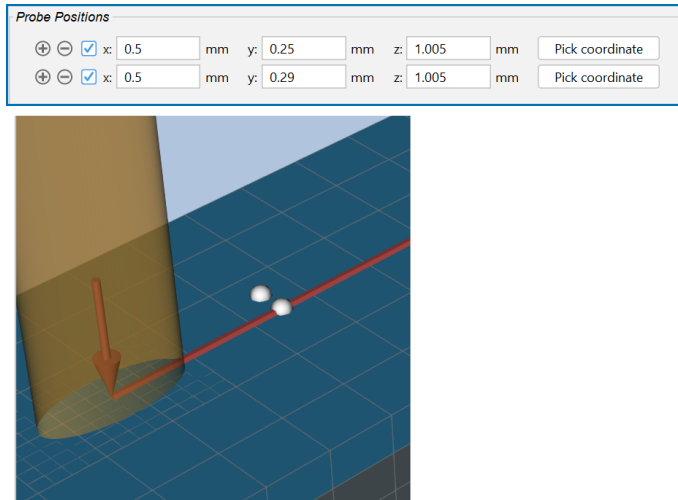 Probe Positions
x: 0.5 mm y: 0.25 mm z: 1.005 mm Pick coordinate
x: 0.5 mm y: 0.29 mm z: 1.005 mm Pick coordinate